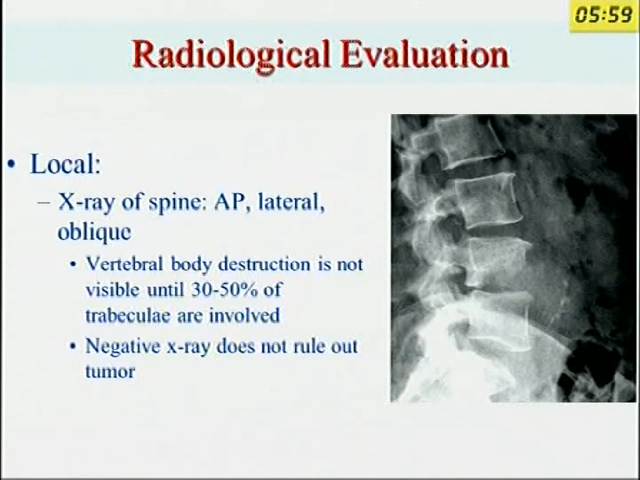 05:59
Radiological Evaluation
• Local:
– X-ray of spine: AP, lateral,
oblique
• Vertebral body destruction is not
visible until 30-50% of
trabeculae are involved
• Negative x-ray does not rule out
tumor